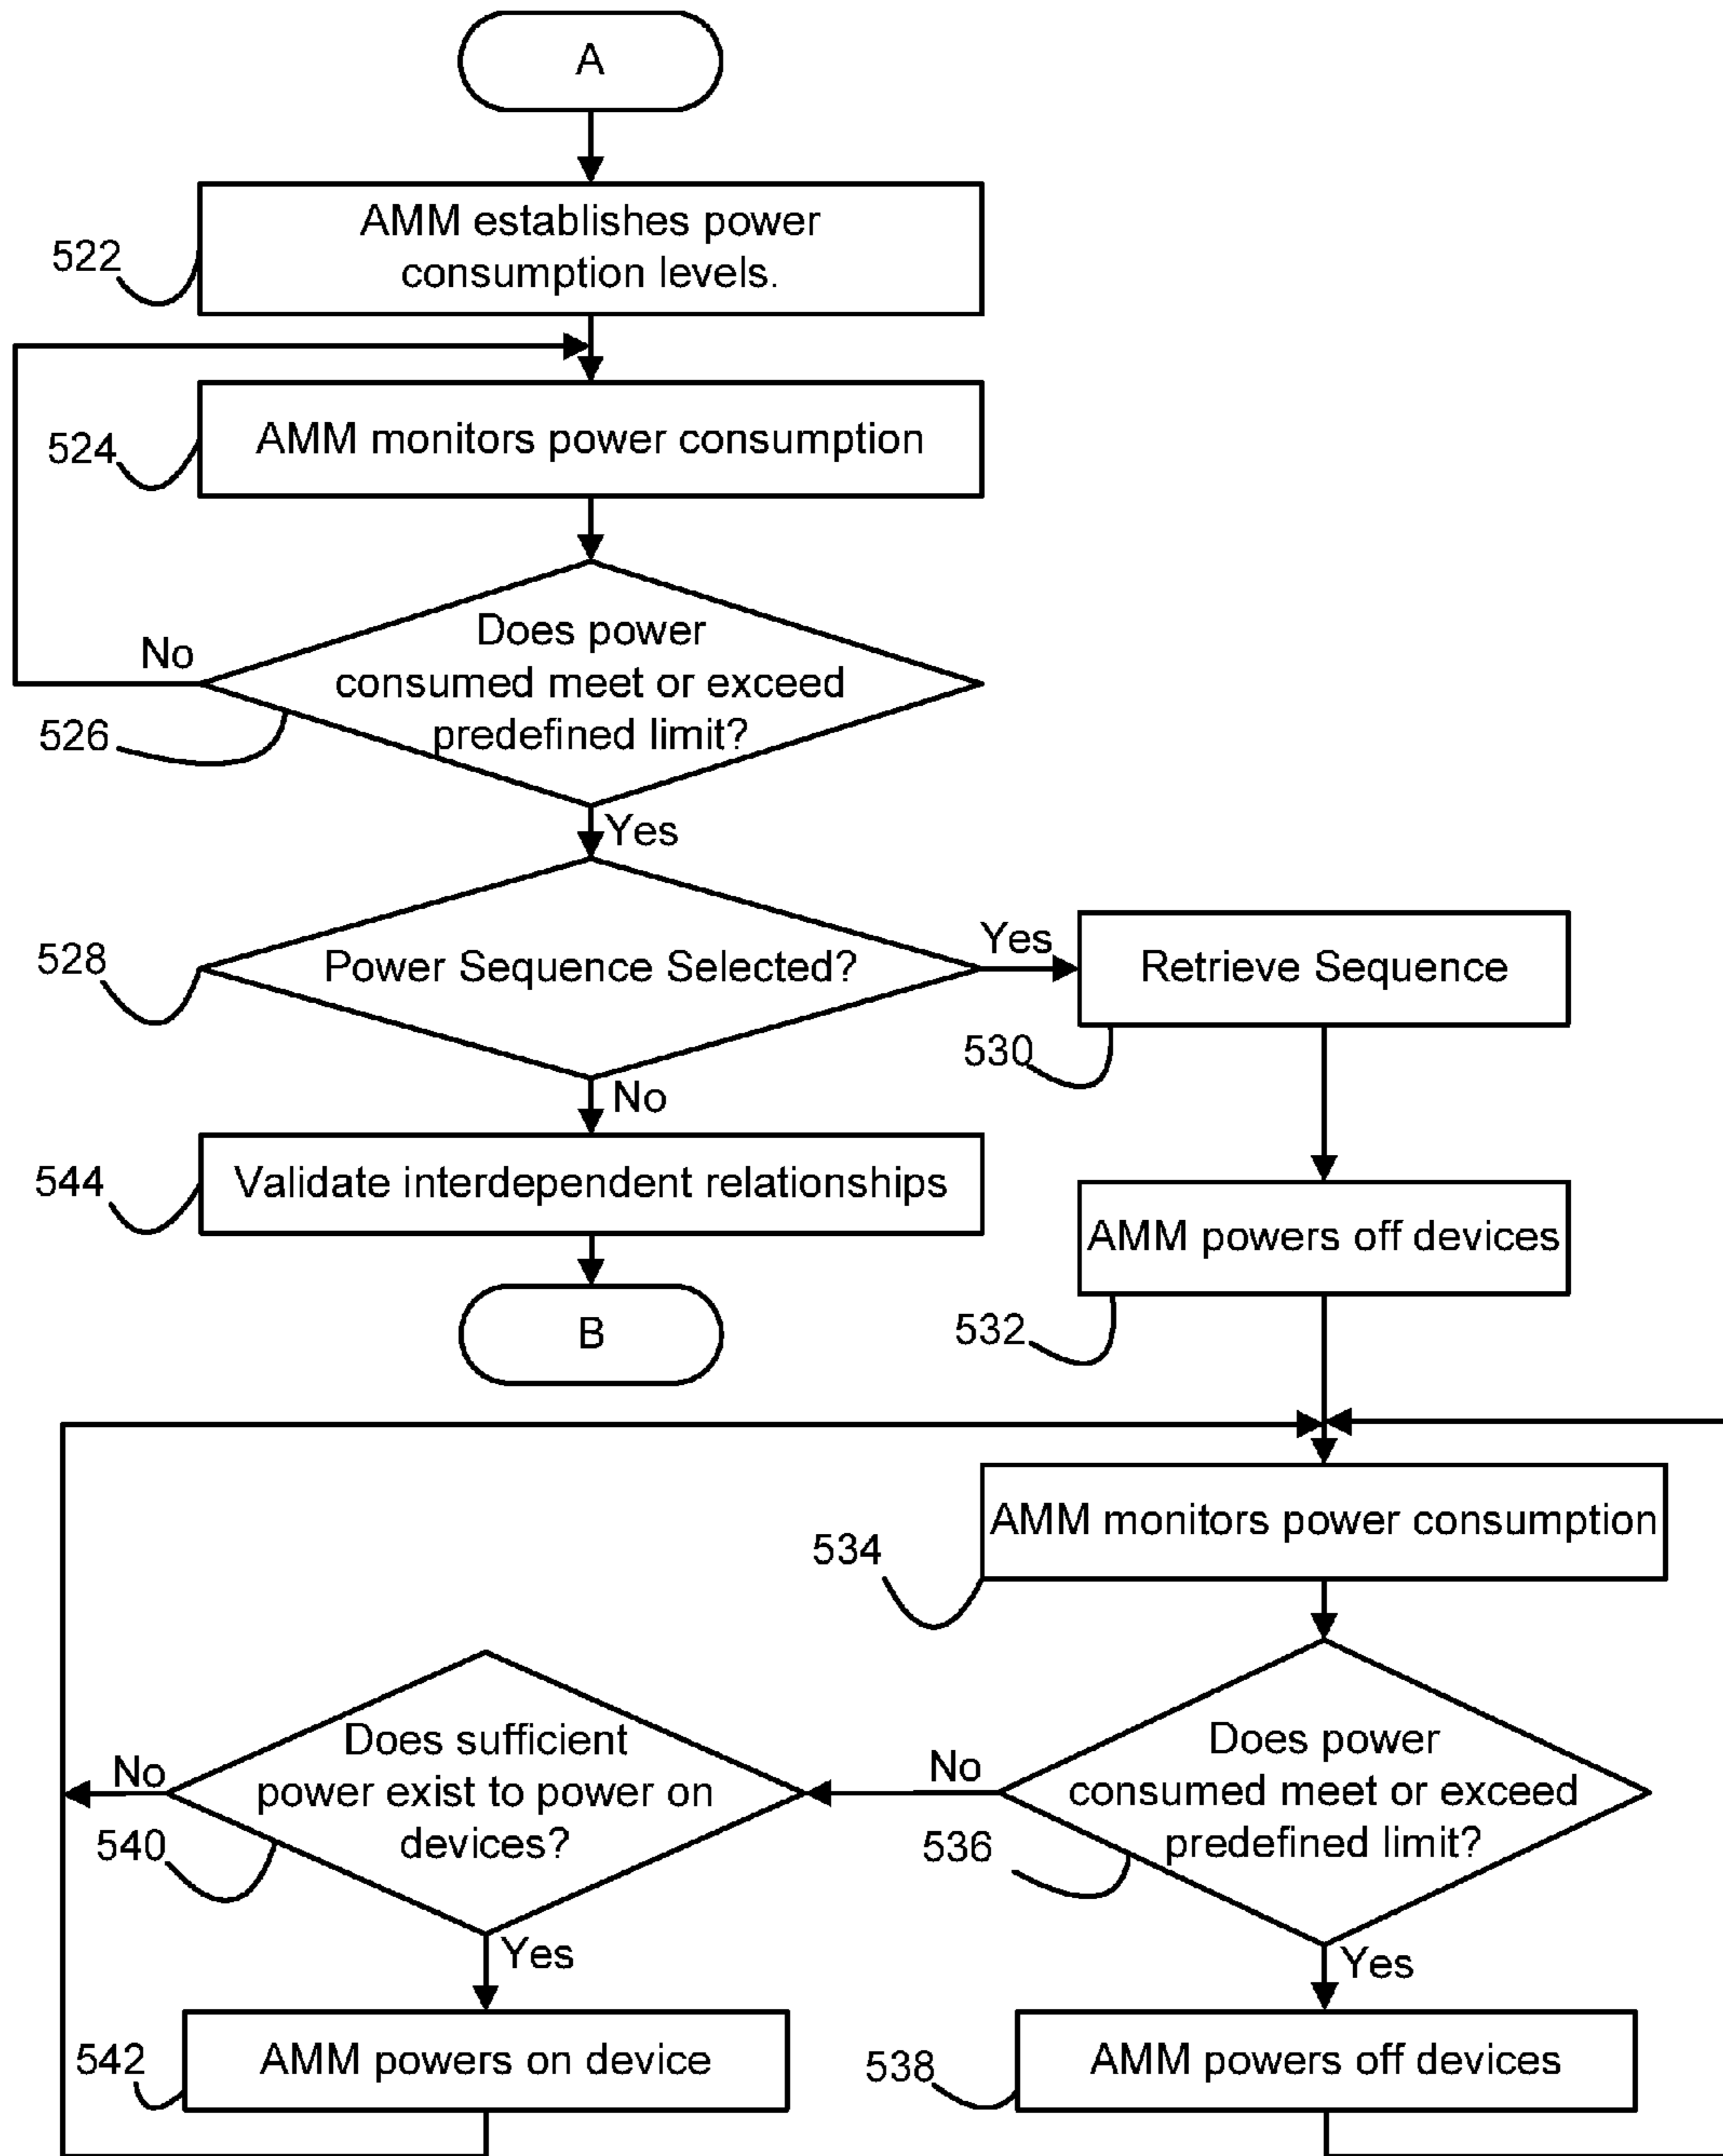 A
AMM establishes power
consumption levels.
522
AMM monitors power consumption
524
Does power
consumed meet or exceed
predefined limit?
No
526
Yes
Power Sequence Selected?
528
Yes
Retrieve Sequence
530
No
Validate interdependent relationships
544
AMM powers off devices
532
B
AMM monitors power consumption
534
Does power
consumed meet or exceed
predefined limit?
536
No
Does sufficient
power exist to power on
devices?
No
540
Yes
Yes
AMM powers on device
542
AMM powers off devices
538